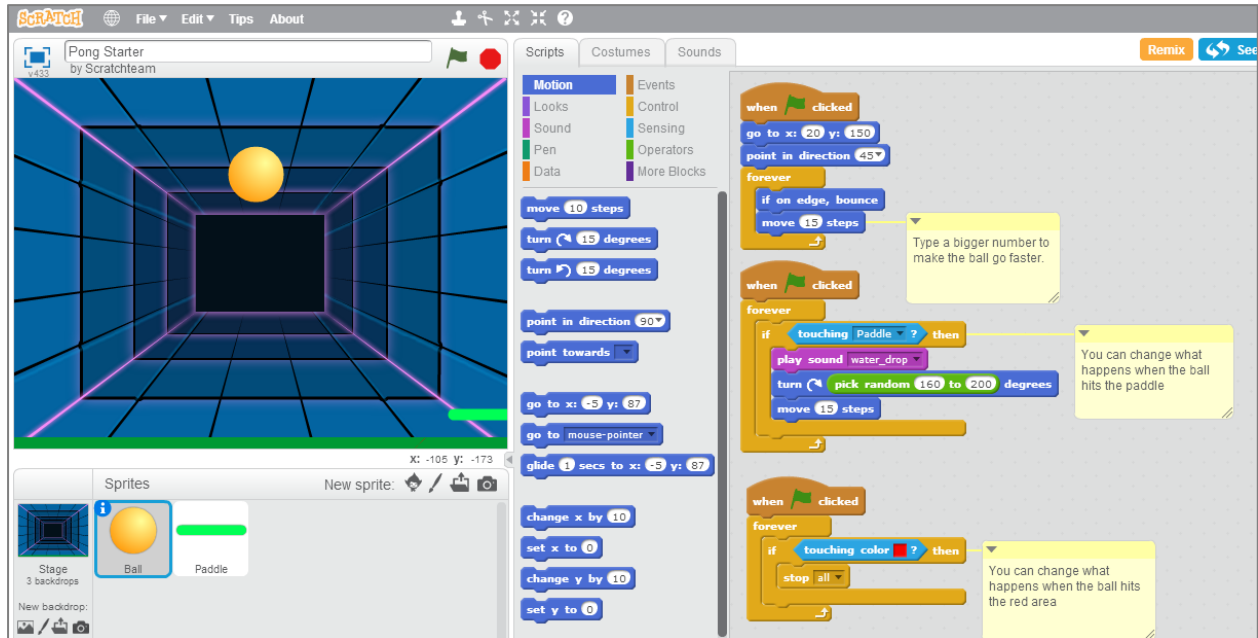 SCRATCH File Edit Tips About
v433
Pong Starter
by Scratchteam
x: -105 y: -173
Sprites
New sprite:
Stage
3 backdrops
New backdrop:
Ball
Paddle
Scripts Costumes Sounds
Remix See
Motion Events
Looks Control
Sound Sensing
Pen Operators
Data More Blocks
move 10 steps
turn 15 degrees
turn 15 degrees
point in direction 90
point towards
go to x: -5 y: 87
go to mouse-pointer
glide 1 secs to x: -5 y: 87
change x by 10
set x to 0
change y by 10
set y to 0
when clicked
go to x: 20 y: 150
point in direction 45
forever
if on edge, bounce
move 15 steps
Type a bigger number to
make the ball go faster.
when clicked
forever
if touching Paddle ? then
play sound water_drop
turn pick random 160 to 200 degrees
move 15 steps
You can change what
happens when the ball
hits the paddle
when clicked
forever
if touching color ? then
stop all
You can change what
happens when the ball hits
the red area